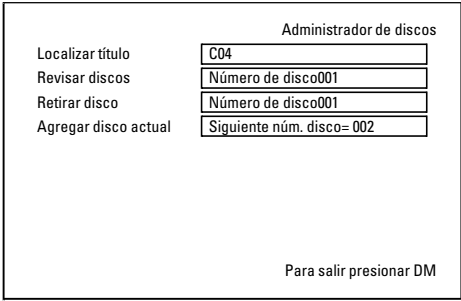 Administrador de discos
Localizar título C04
Revisar discos Número de disco001
Retirar disco Número de disco001
Agregar disco actual Siguiente núm. disco= 002
Para salir presionar DM